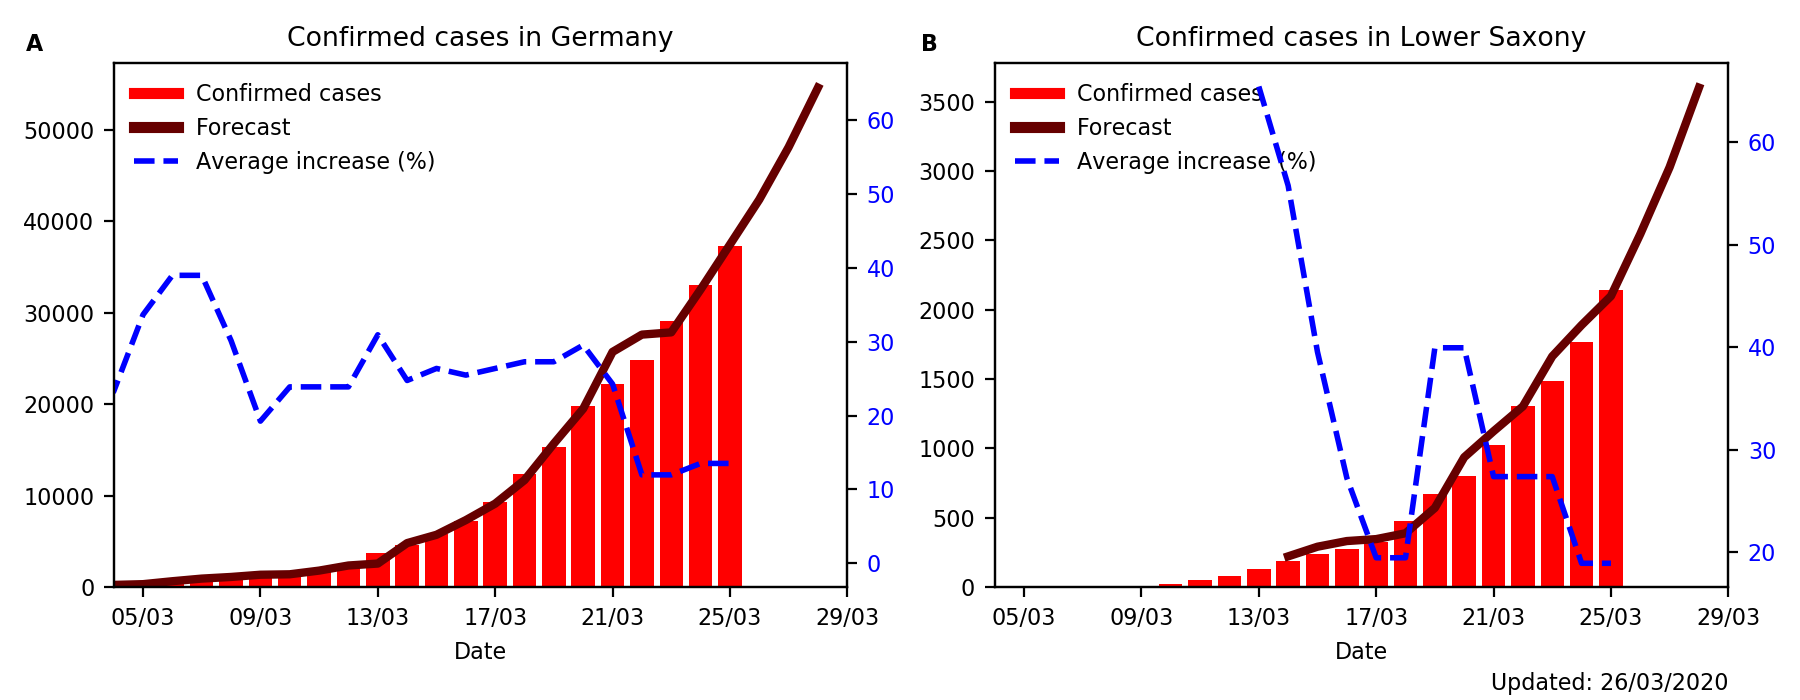 A
Confirmed cases in Germany
Confirmed cases
Forecast
Average increase (%)
50000
40000
30000
20000
10000
0
60
50
40
30
20
10
0
05/03 09/03 13/03 17/03 21/03 25/03 29/03
Date
B
Confirmed cases in Lower Saxony
Confirmed cases
Forecast
Average increase (%)
3500
3000
2500
2000
1500
1000
500
0
60
50
40
30
20
05/03 09/03 13/03 17/03 21/03 25/03 29/03
Date
Updated: 26/03/2020